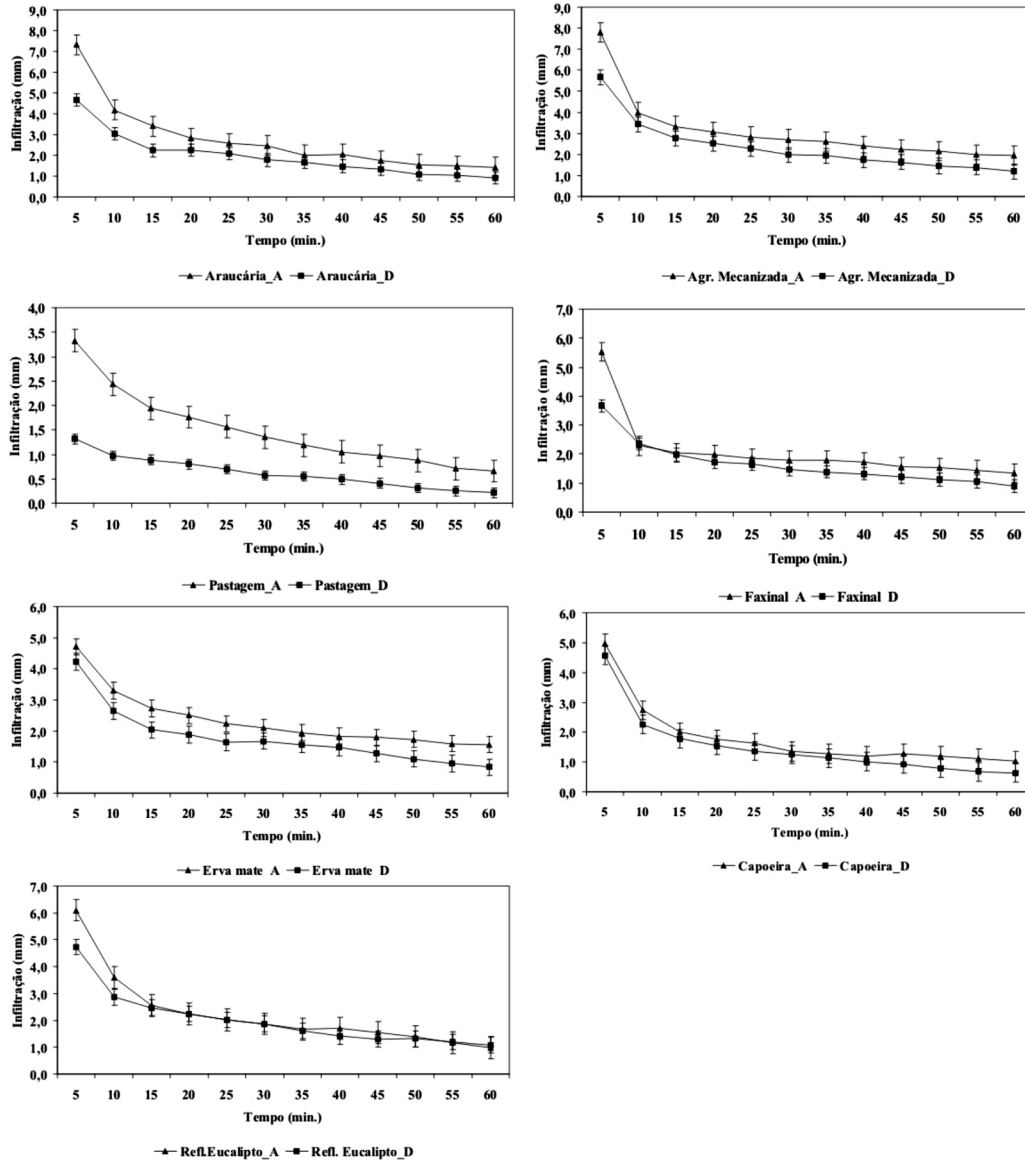 Infiltração (mm)
9,0
8,0
7,0
6,0
5,0
4,0
3,0
2,0
1,0
0,0
5 10 15 20 25 30 35 40 45 50 55 60
Tempo (min.)
Araucária_A Araucária_D
Infiltração (mm)
9,0
8,0
7,0
6,0
5,0
4,0
3,0
2,0
1,0
0,0
5 10 15 20 25 30 35 40 45 50 55 60
Tempo (min.)
Agr. Mecanizada_A Agr. Mecanizada_D
Infiltração (mm)
4,0
3,5
3,0
2,5
2,0
1,5
1,0
0,5
0,0
5 10 15 20 25 30 35 40 45 50 55 60
Tempo (min.)
Pastagem_A Pastagem_D
Infiltração (mm)
7,0
6,0
5,0
4,0
3,0
2,0
1,0
0,0
5 10 15 20 25 30 35 40 45 50 55 60
Tempo (min.)
Faxinal A Faxinal D
Infiltração (mm)
6,0
5,0
4,0
3,0
2,0
1,0
0,0
5 10 15 20 25 30 35 40 45 50 55 60
Tempo (min.)
Erva mate A Erva mate D
Infiltração (mm)
6,0
5,0
4,0
3,0
2,0
1,0
0,0
5 10 15 20 25 30 35 40 45 50 55 60
Tempo (min.)
Capoeira_A Capoeira_D
Infiltração (mm)
7,0
6,0
5,0
4,0
3,0
2,0
1,0
0,0
5 10 15 20 25 30 35 40 45 50 55 60
Tempo (min.)
Refl.Eucalipto_A Refl. Eucalipto_D